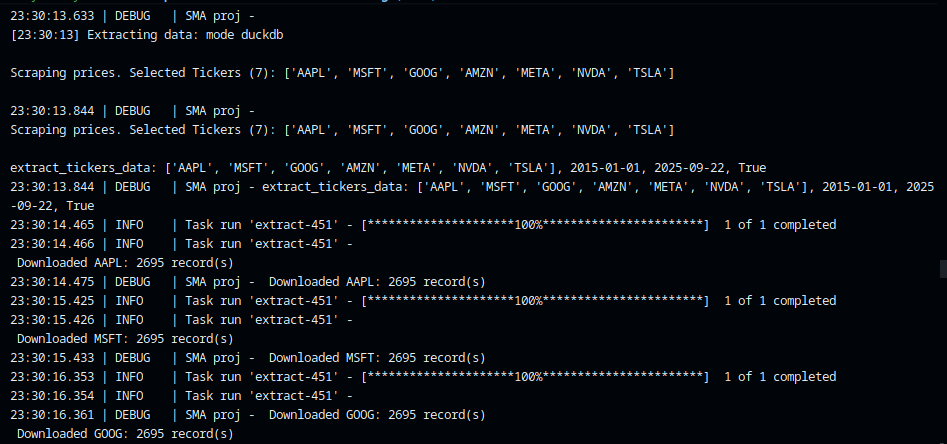 23:30:13.633 | DEBUG   | SMA proj -
[23:30:13] Extracting data: mode duckdb
Scraping prices. Selected Tickers (7): ['AAPL', 'MSFT', 'GOOG', 'AMZN', 'META', 'NVDA', 'TSLA']
23:30:13.844 | DEBUG   | SMA proj -
Scraping prices. Selected Tickers (7): ['AAPL', 'MSFT', 'GOOG', 'AMZN', 'META', 'NVDA', 'TSLA']
extract_tickers_data: ['AAPL', 'MSFT', 'GOOG', 'AMZN', 'META', 'NVDA', 'TSLA'], 2015-01-01, 2025-09-22, True
23:30:13.844 | DEBUG   | SMA proj - extract_tickers_data: ['AAPL', 'MSFT', 'GOOG', 'AMZN', 'META', 'NVDA', 'TSLA'], 2015-01-01, 2025
-09-22, True
23:30:14.465 | INFO    | Task run 'extract-451' - [*********************100%***********************]  1 of 1 completed
23:30:14.466 | INFO    | Task run 'extract-451' -
 Downloaded AAPL: 2695 record(s)
23:30:14.475 | DEBUG   | SMA proj -  Downloaded AAPL: 2695 record(s)
23:30:15.425 | INFO    | Task run 'extract-451' - [*********************100%***********************]  1 of 1 completed
23:30:15.426 | INFO    | Task run 'extract-451' -
 Downloaded MSFT: 2695 record(s)
23:30:15.433 | DEBUG   | SMA proj -  Downloaded MSFT: 2695 record(s)
23:30:16.353 | INFO    | Task run 'extract-451' - [*********************100%***********************]  1 of 1 completed
23:30:16.354 | INFO    | Task run 'extract-451' -
23:30:16.361 | DEBUG   | SMA proj -  Downloaded GOOG: 2695 record(s)
 Downloaded GOOG: 2695 record(s)